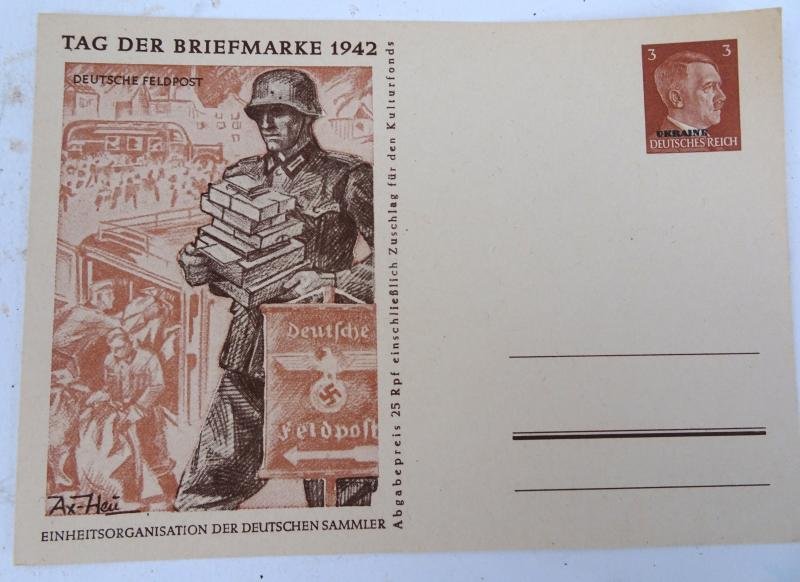 TAG DER BRIEFMARKE 1942
DEUTSCHE FELDPOST
Deutsche
Feldpost
Ax-Heu
EINHEITSORGANISATION DER DEUTSCHEN SAMMLER
Abgabepreis 25 Rpf einschließlich Zuschlag für den Kulturfonds
3 3
UKRAINE
DEUTSCHES REICH